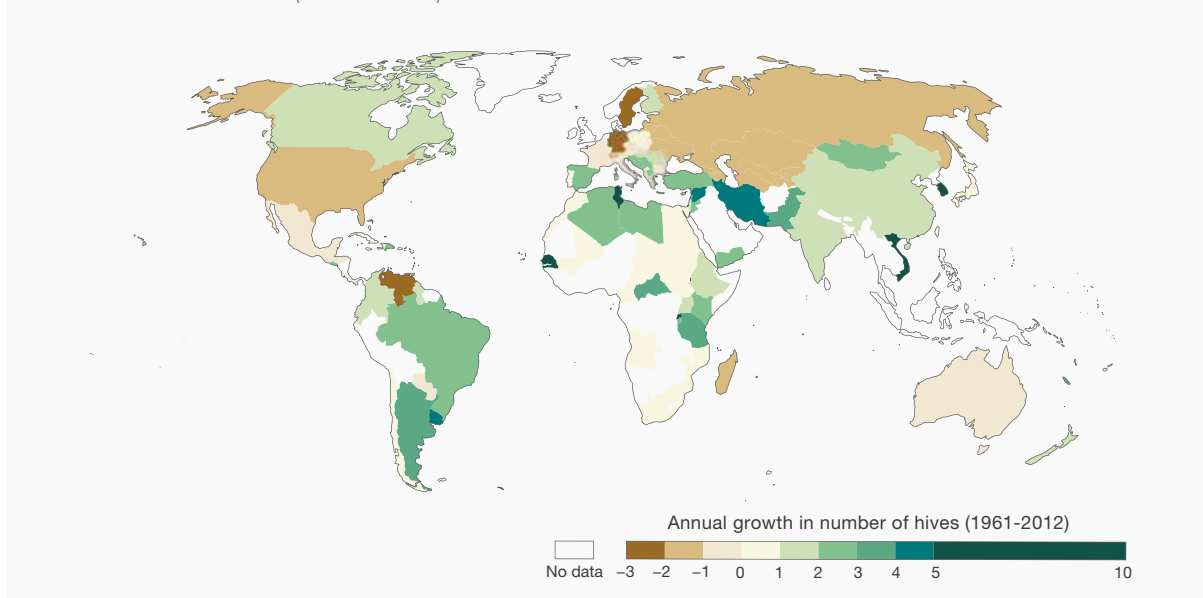 Annual growth in number of hives (1961-2012)
No data −3 −2 −1 0 1 2 3 4 5 10